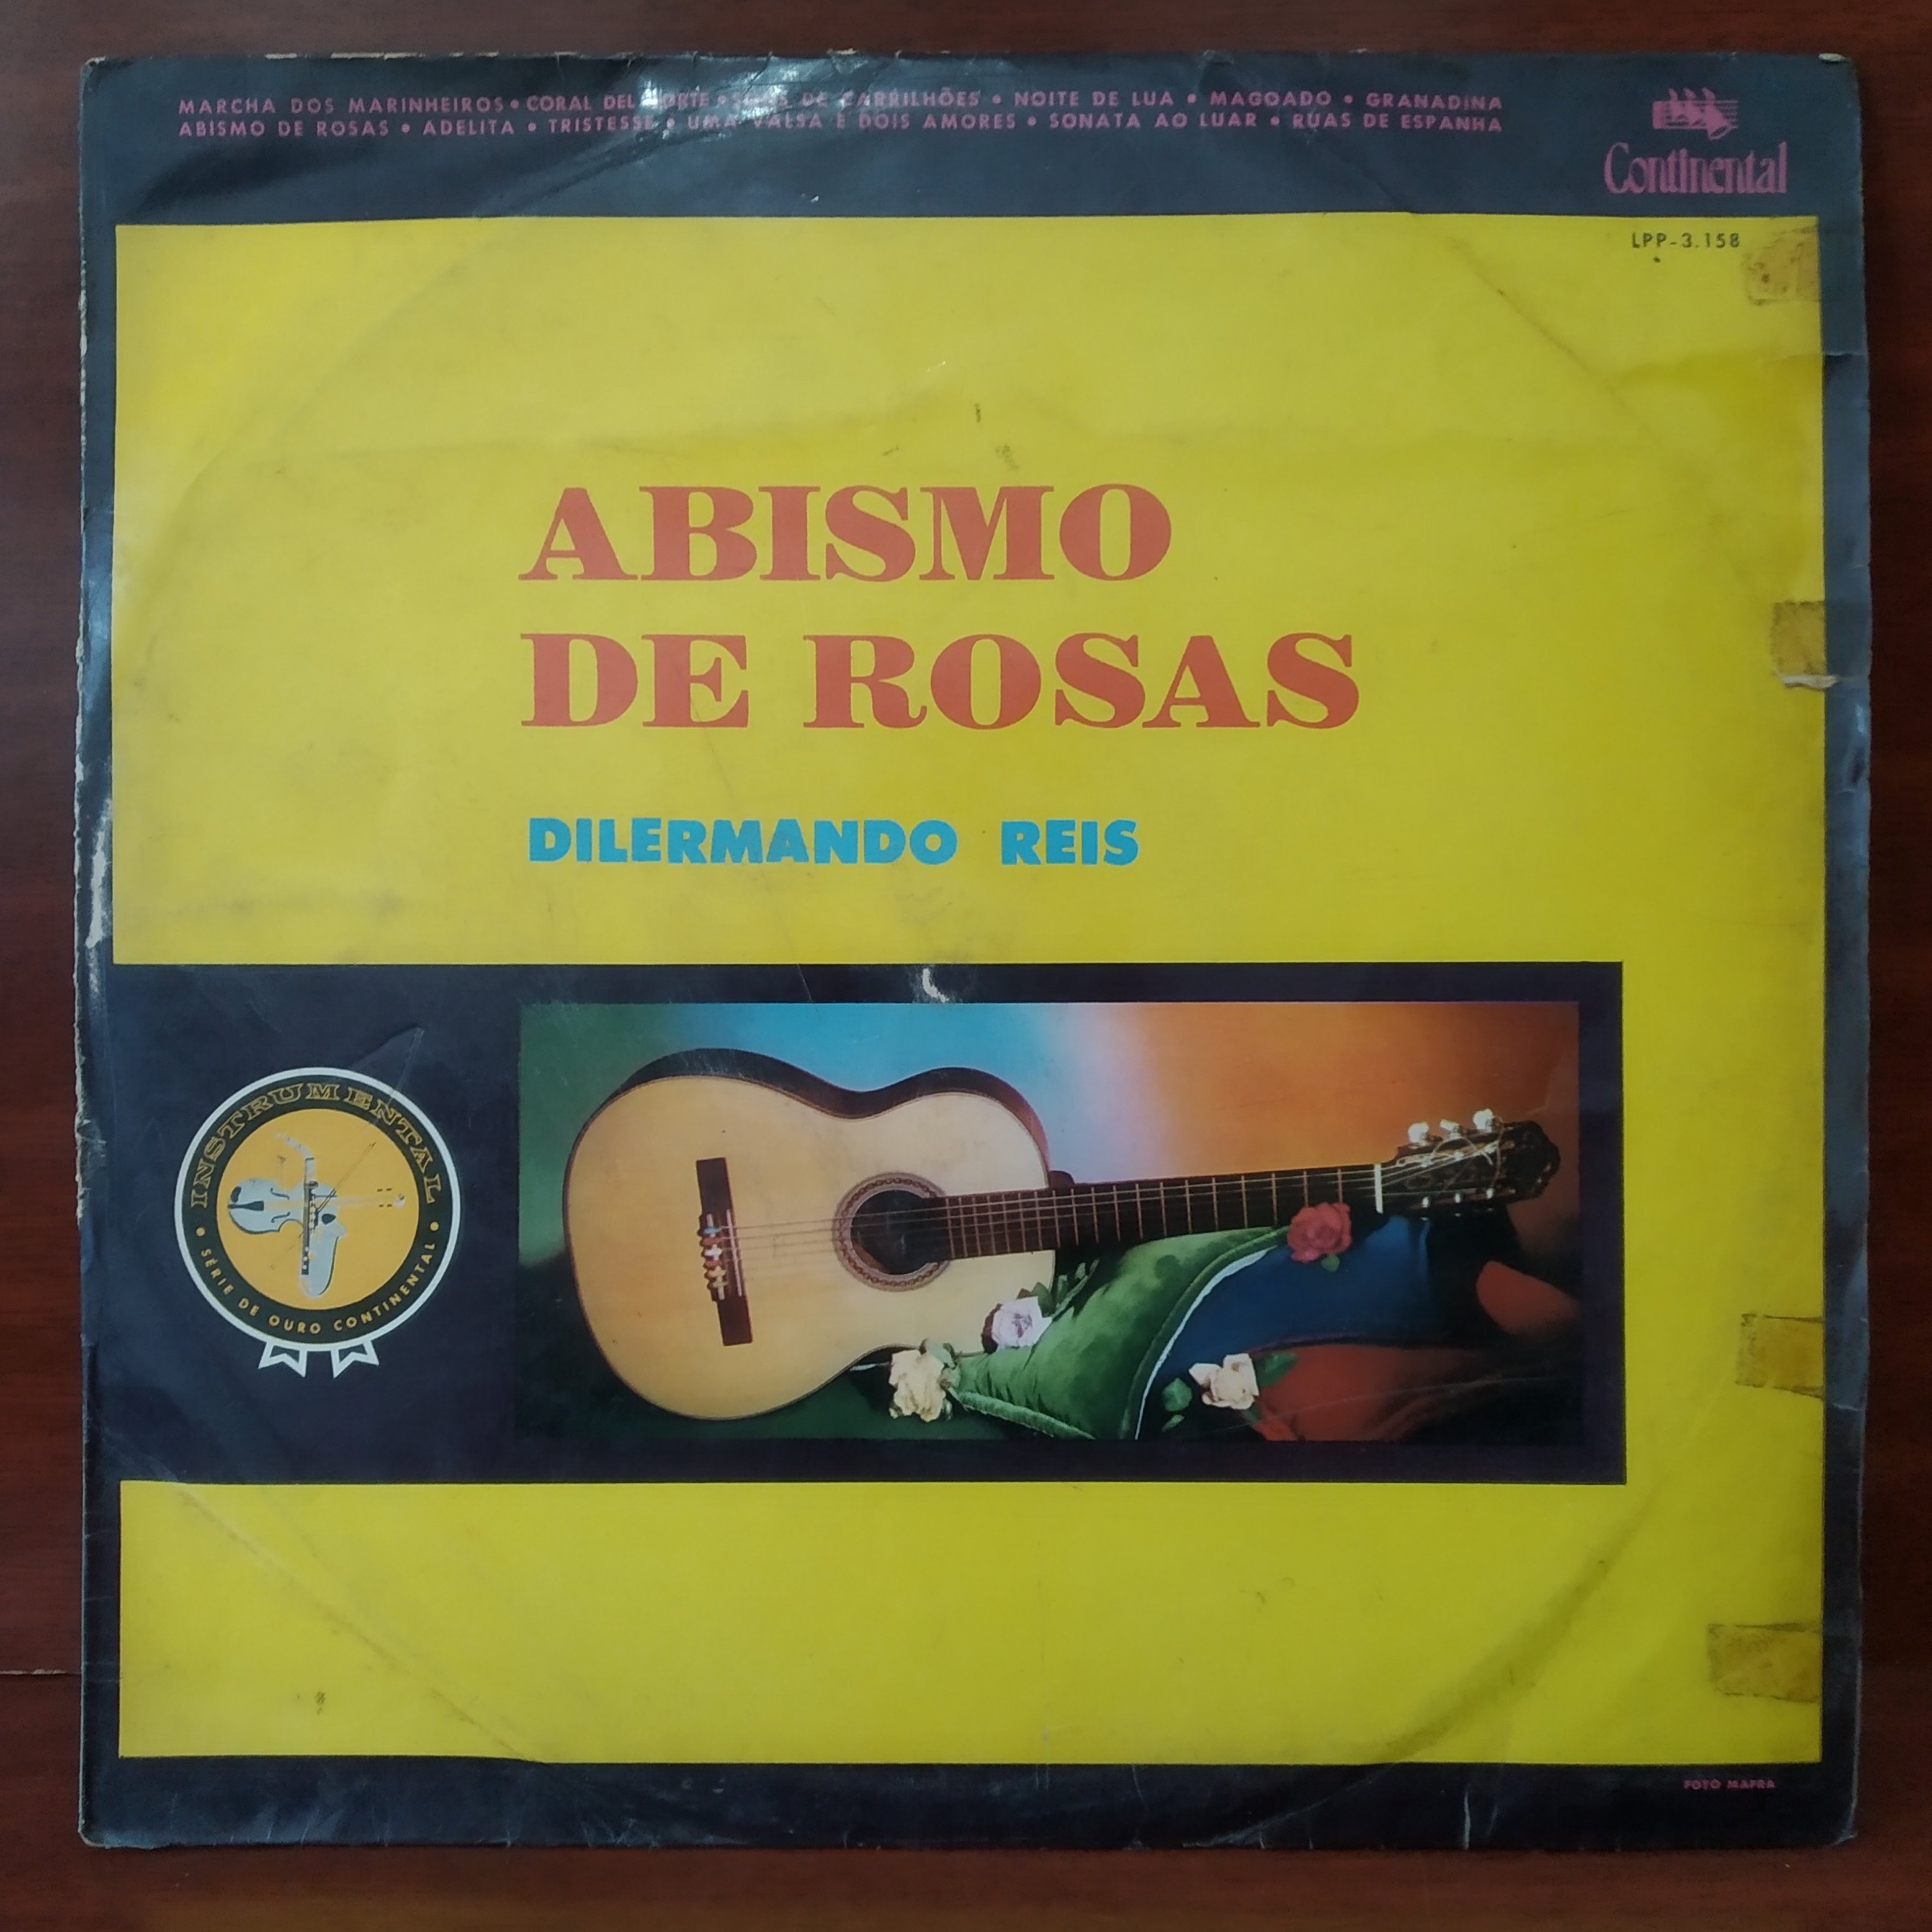 MARCHA DOS MARINHEIROS • CORAL DEL NORTE • DE CARRILHÕES • NOITE DE LUA • MAGOADO • GRANADINA
ABISMO DE ROSAS • ADELITA • TRISTESSE • UMA VALSA E DOIS AMORES • SONATA AO LUAR • RUAS DE ESPANHA
Continental
LPP-3.158
ABISMO
DE ROSAS
DILERMANDO REIS
INSTRUMENTAL
• SÉRIE DE OURO CONTINENTAL •
FOTO MAFRA